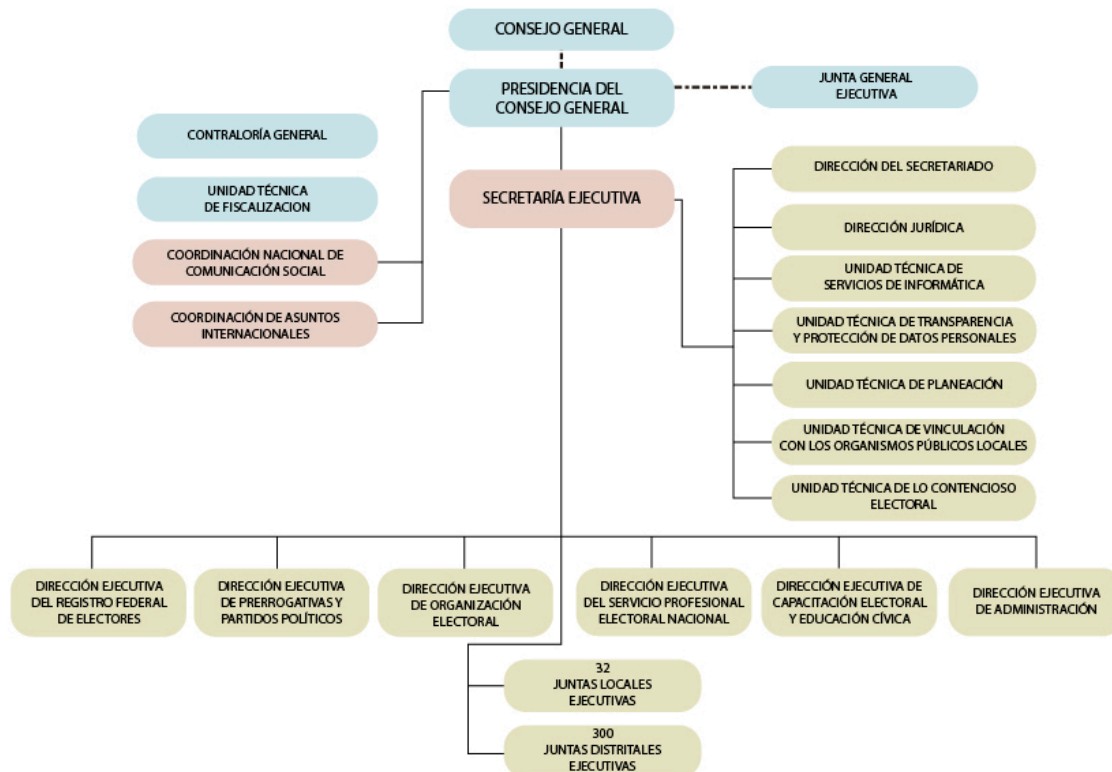 CONSEJO GENERAL
PRESIDENCIA DEL
CONSEJO GENERAL
JUNTA GENERAL
EJECUTIVA
CONTRALORÍA GENERAL
UNIDAD TÉCNICA
DE FISCALIZACION
COORDINACIÓN NACIONAL DE
COMUNICACIÓN SOCIAL
COORDINACIÓN DE ASUNTOS
INTERNACIONALES
SECRETARÍA EJECUTIVA
DIRECCIÓN DEL SECRETARIADO
DIRECCIÓN JURÍDICA
UNIDAD TÉCNICA DE
SERVICIOS DE INFORMÁTICA
UNIDAD TÉCNICA DE TRANSPARENCIA
Y PROTECCIÓN DE DATOS PERSONALES
UNIDAD TÉCNICA DE PLANEACIÓN
UNIDAD TÉCNICA DE VINCULACIÓN
CON LOS ORGANISMOS PÚBLICOS LOCALES
UNIDAD TÉCNICA DE LO CONTENCIOSO
ELECTORAL
DIRECCIÓN EJECUTIVA
DEL REGISTRO FEDERAL
DE ELECTORES
DIRECCIÓN EJECUTIVA
DE PRERROGATIVAS Y
PARTIDOS POLÍTICOS
DIRECCIÓN EJECUTIVA
DE ORGANIZACIÓN
ELECTORAL
DIRECCIÓN EJECUTIVA
DEL SERVICIO PROFESIONAL
ELECTORAL NACIONAL
DIRECCIÓN EJECUTIVA DE
CAPACITACIÓN ELECTORAL
Y EDUCACIÓN CÍVICA
DIRECCIÓN EJECUTIVA
DE ADMINISTRACIÓN
32
JUNTAS LOCALES
EJECUTIVAS
300
JUNTAS DISTRITALES
EJECUTIVAS